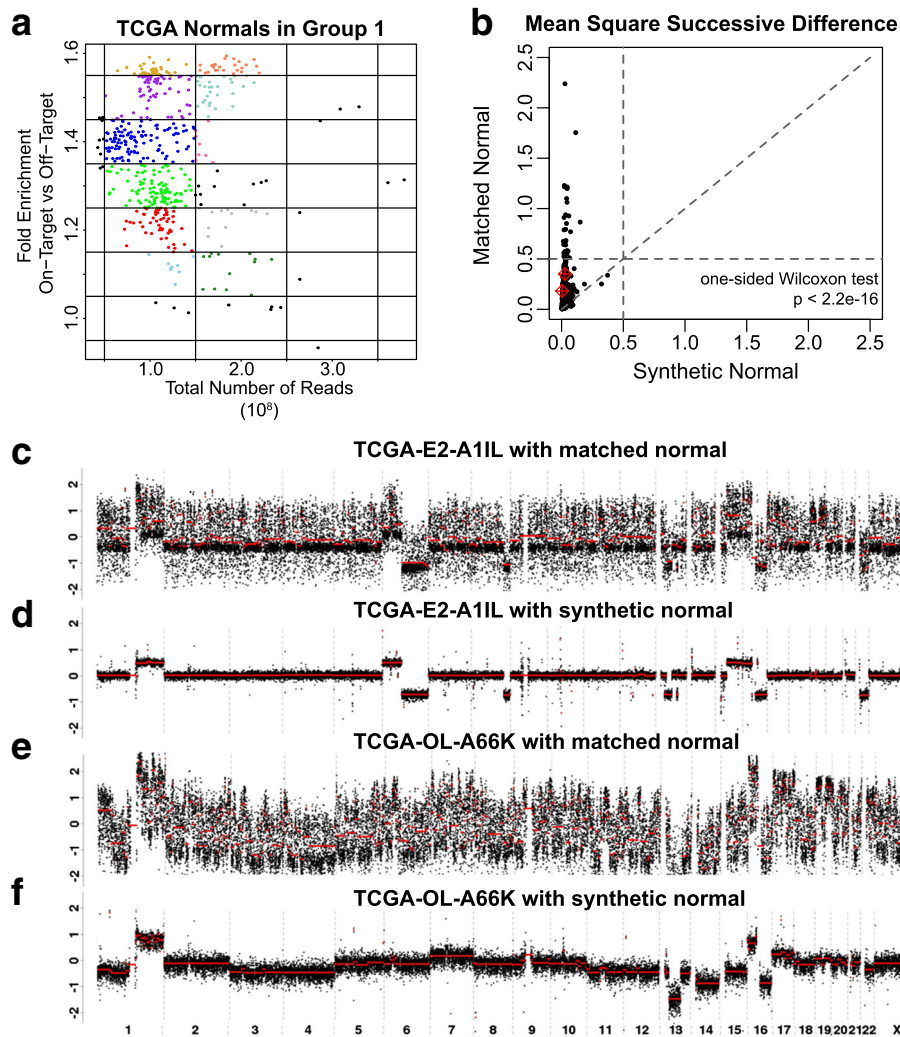 a
TCGA Normals in Group 1
Fold Enrichment
On−Target vs Off−Target
1.6
1.4
1.2
1.0
1.0 2.0 3.0
Total Number of Reads
(10⁸)
b
Mean Square Successive Difference
Matched Normal
2.5
2.0
1.5
1.0
0.5
0.0
one-sided Wilcoxon test
p < 2.2e-16
0.0 0.5 1.0 1.5 2.0 2.5
Synthetic Normal
c
TCGA-E2-A1IL with matched normal
2
1
0
-1
-2
d
TCGA-E2-A1IL with synthetic normal
2
1
0
-1
-2
e
TCGA-OL-A66K with matched normal
2
1
0
-1
-2
f
TCGA-OL-A66K with synthetic normal
2
1
0
-1
-2
1 2 3 4 5 6 7 8 9 10 11 12 13 14 15 16 17 18 19 20 21 22 X